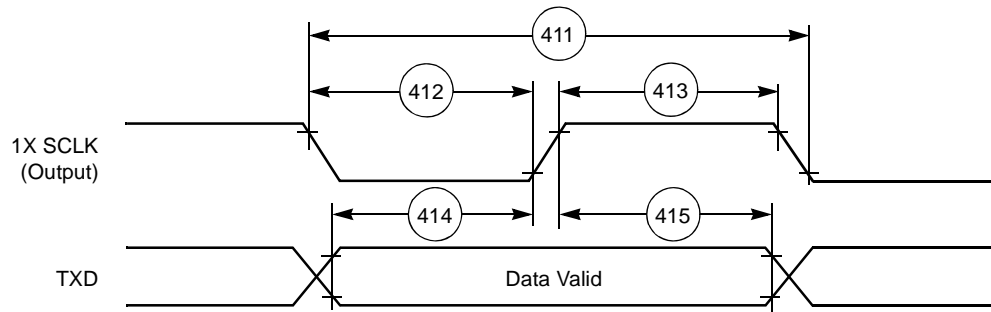 411
412
413
1X SCLK
(Output)
414
415
TXD
Data Valid